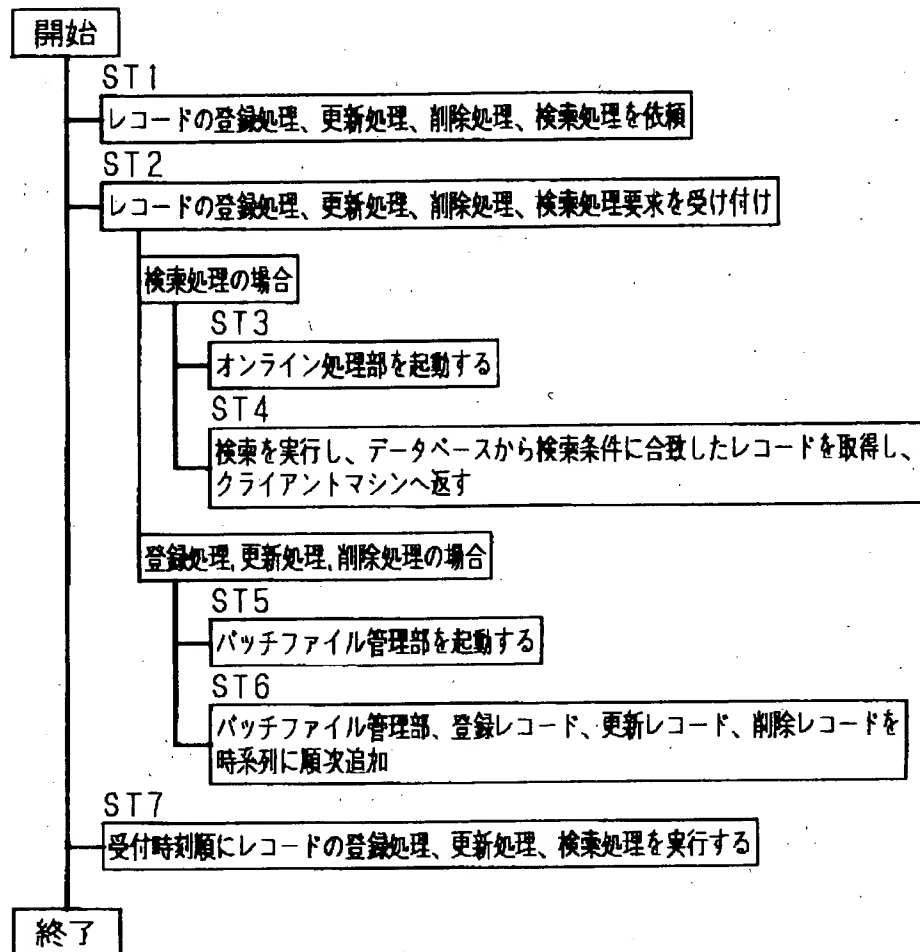 開始
ST1
レコードの登録処理、更新処理、削除処理、検索処理を依頼
ST2
レコードの登録処理、更新処理、削除処理、検索処理要求を受け付け
検索処理の場合
ST3
オンライン処理部を起動する
ST4
検索を実行し、データベースから検索条件に合致したレコードを取得し、
クライアントマシンへ返す
登録処理,更新処理,削除処理の場合
ST5
バッチファイル管理部を起動する
ST6
バッチファイル管理部、登録レコード、更新レコード、削除レコードを
時系列に順次追加
ST7
受付時刻順にレコードの登録処理、更新処理、検索処理を実行する
終了